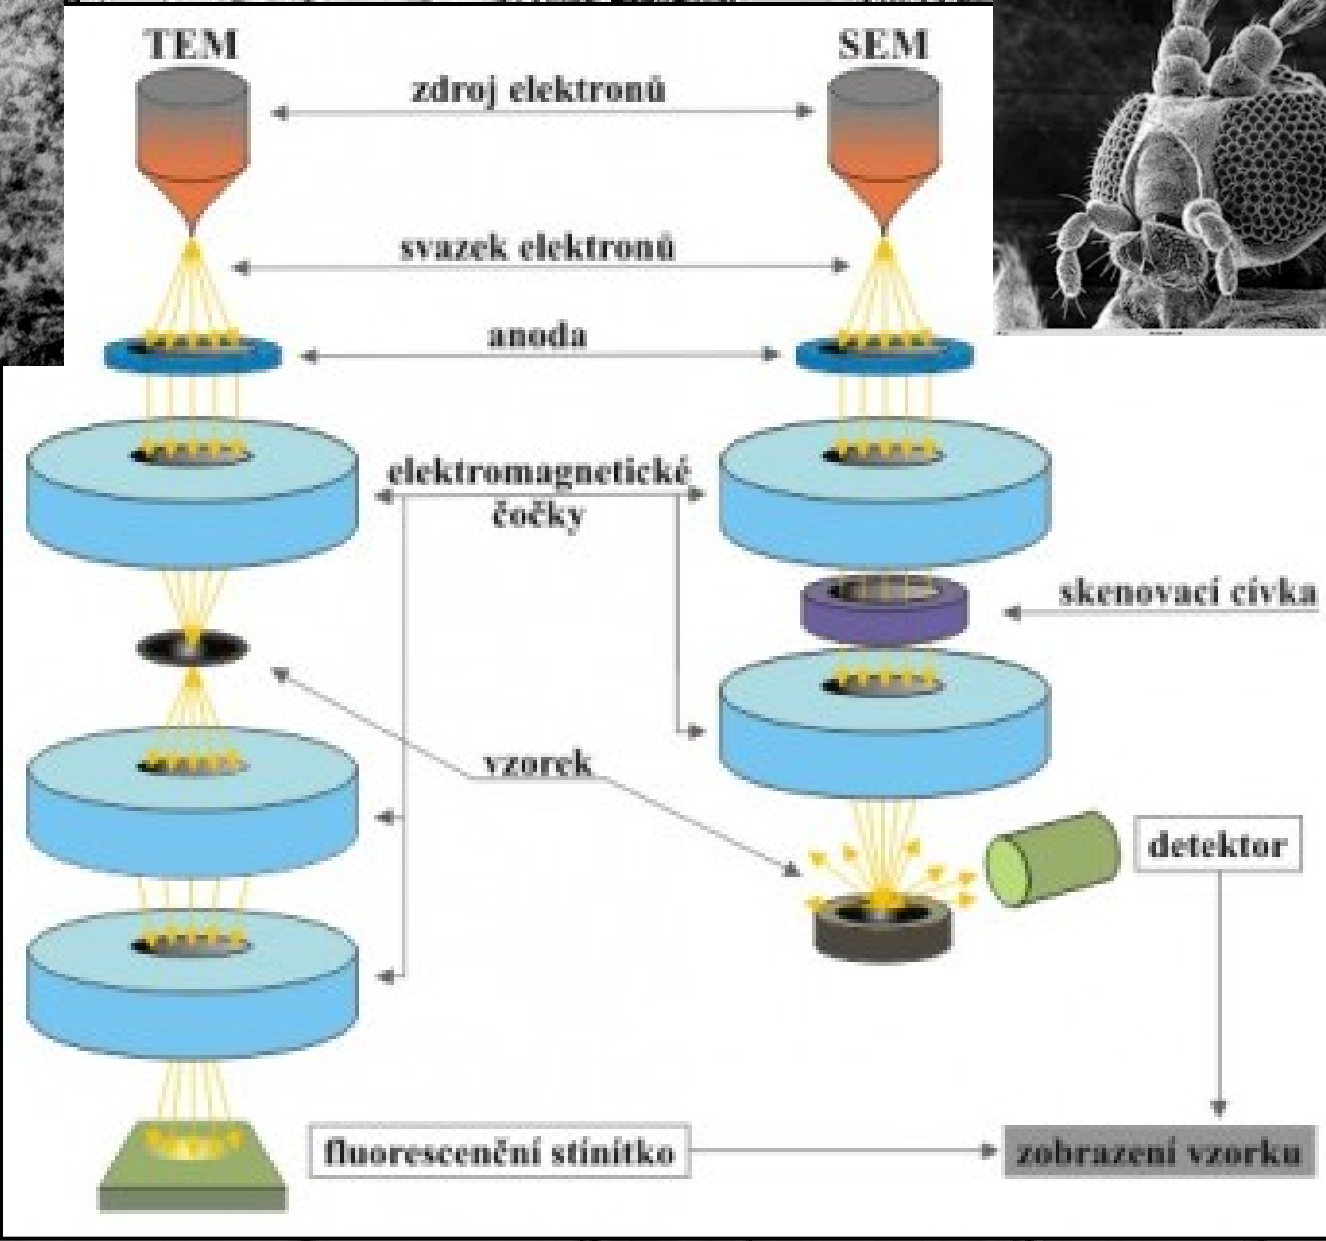 TEM
SEM
zdroj elektronů
svazek elektronů
anoda
elektromagnetické
čočky
skenovací cívka
vzorek
detektor
fluorescenční stínítko
zobrazení vzorku